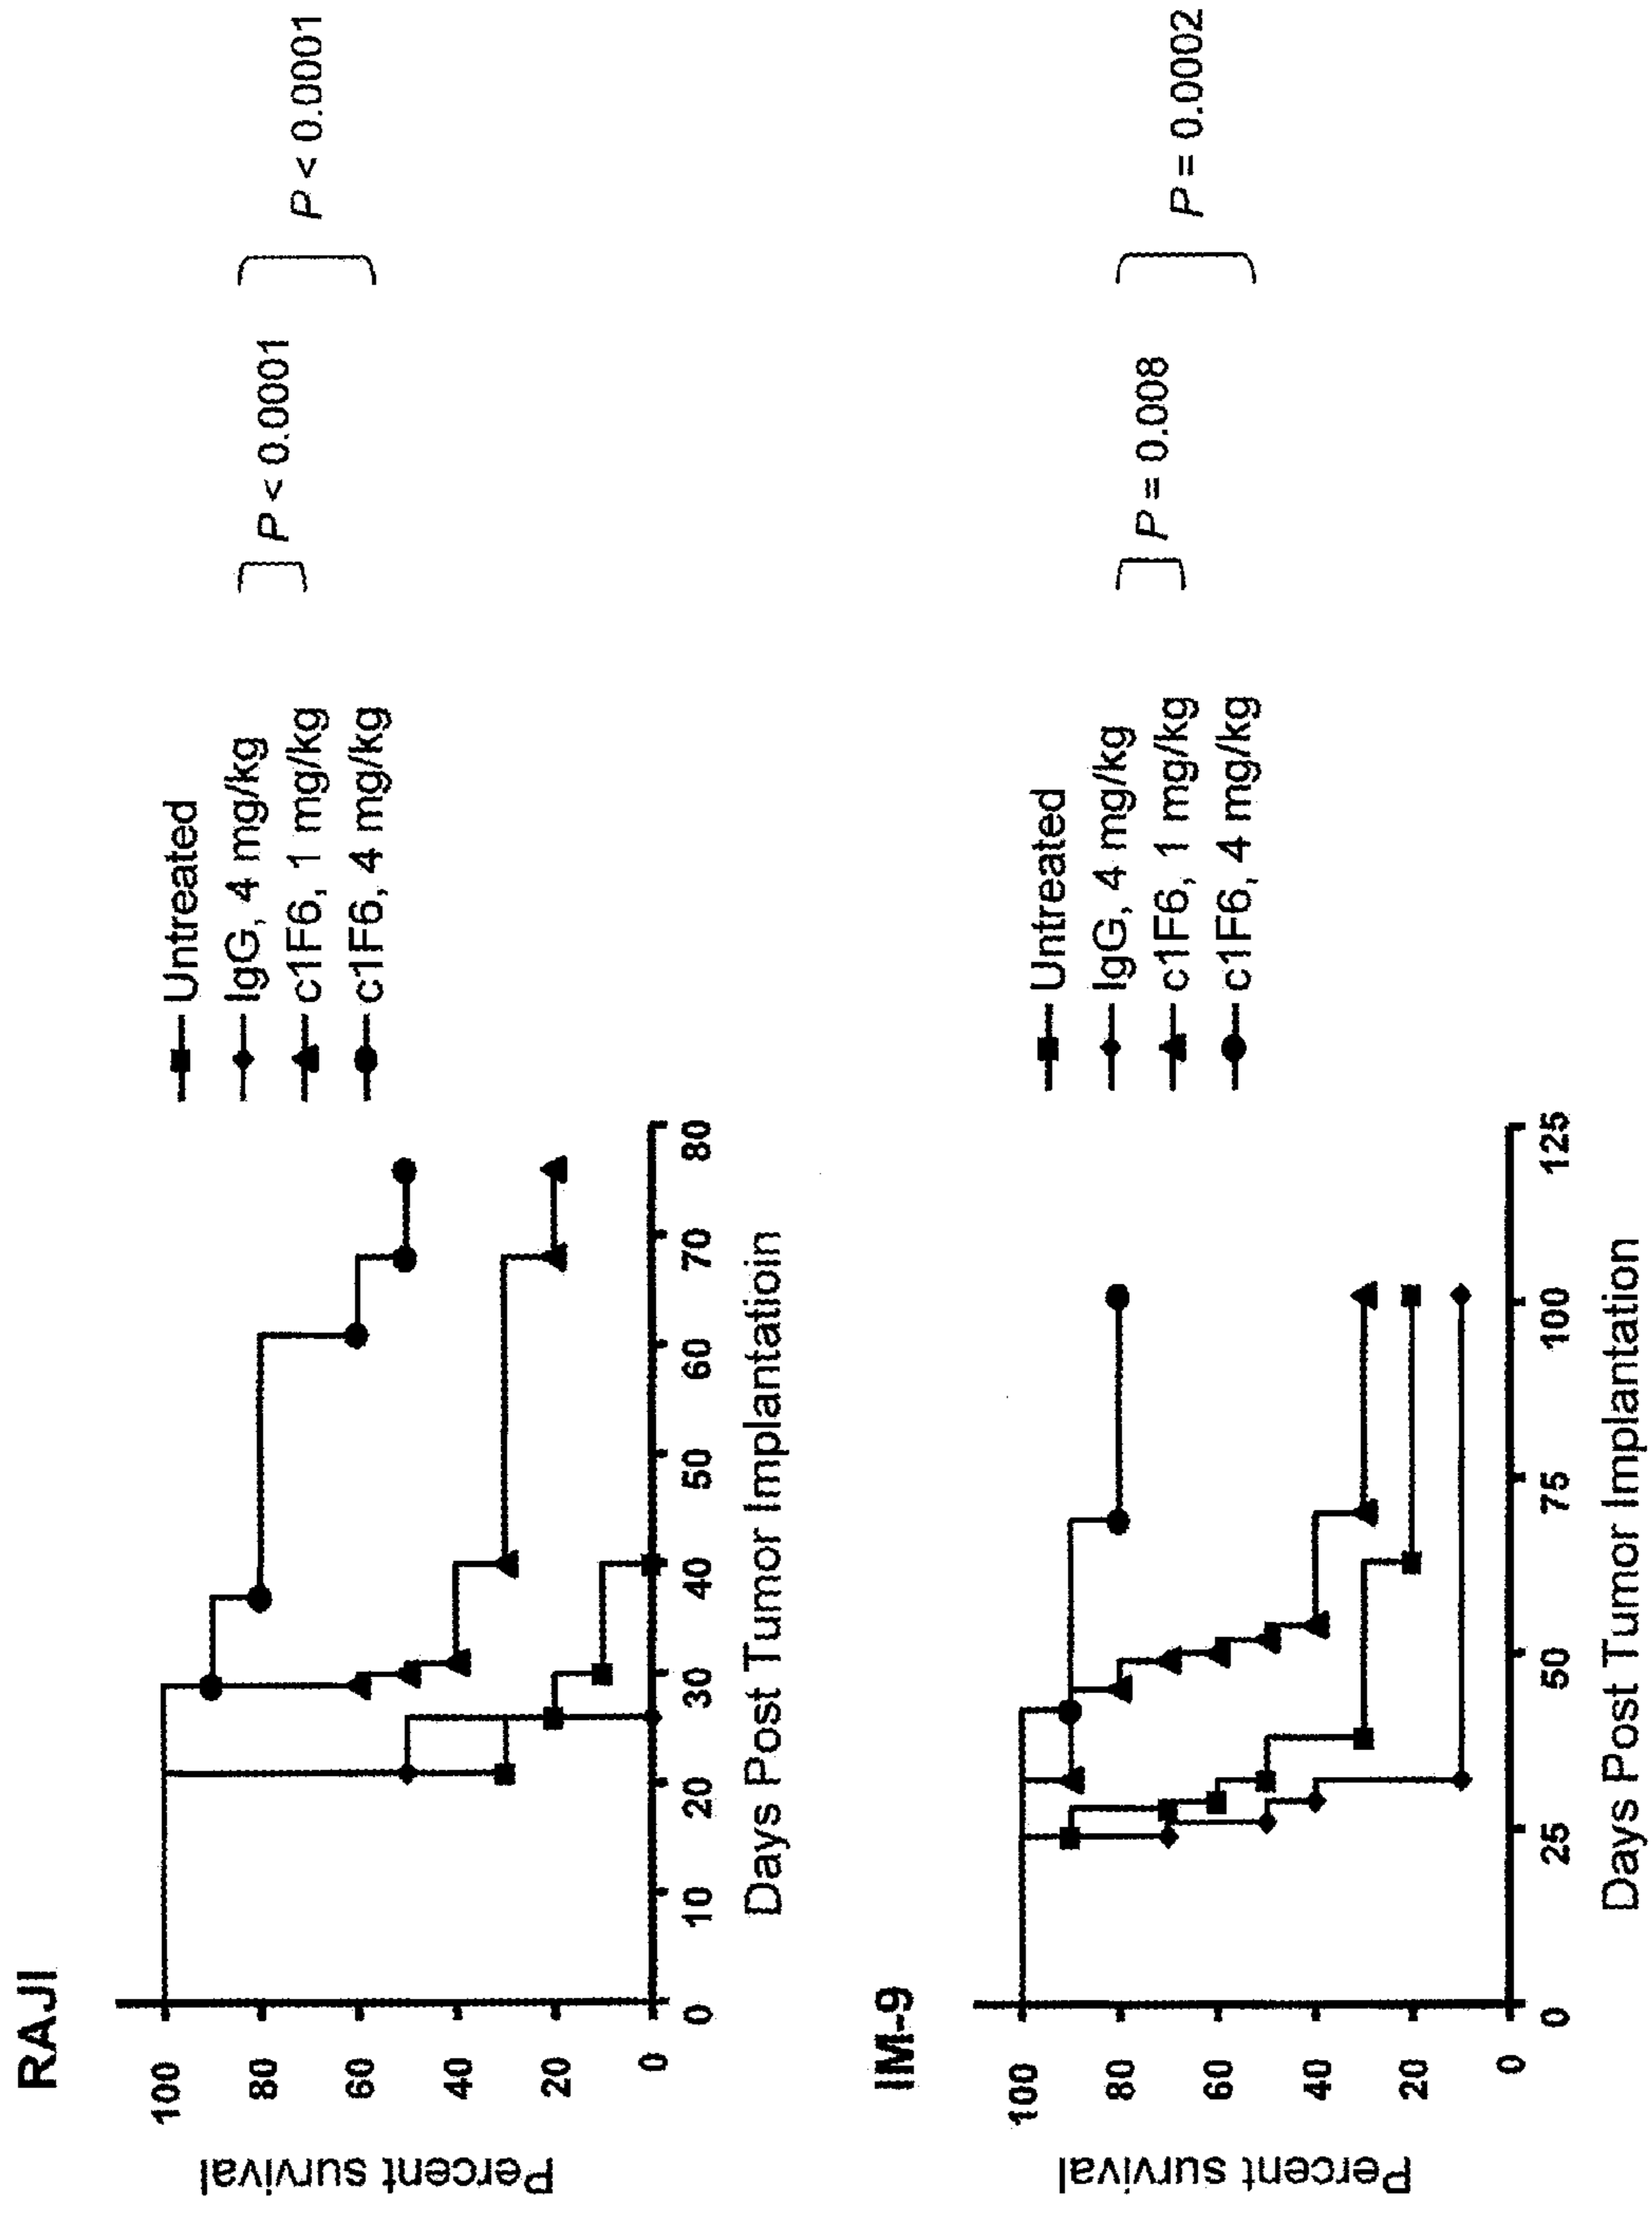 RAJI
Percent survival
100
80
60
40
20
0
0 10 20 30 40 50 60 70 80
Days Post Tumor Implantatioin
Untreated
IgG, 4 mg/kg
c1F6, 1 mg/kg
c1F6, 4 mg/kg
P < 0.0001
P < 0.0001
IM-9
Percent survival
100
80
60
40
20
0
0 25 50 75 100 125
Days Post Tumor Implantation
Untreated
IgG, 4 mg/kg
c1F6, 1 mg/kg
c1F6, 4 mg/kg
P = 0.008
P = 0.0002